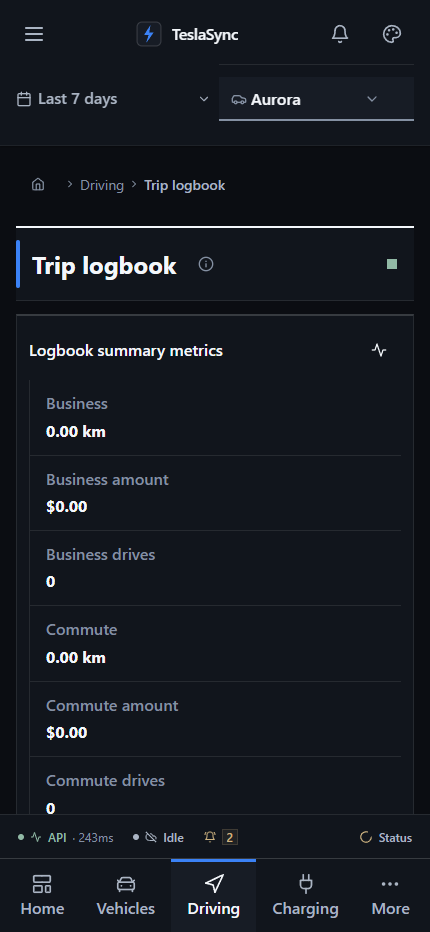 TeslaSync
Last 7 days
Aurora
Driving
Trip logbook
Trip logbook
Logbook summary metrics
Business
0.00 km
Business amount
$0.00
Business drives
0
Commute
0.00 km
Commute amount
$0.00
Commute drives
0
API · 243ms
Idle
2
Status
Home
Vehicles
Driving
Charging
More